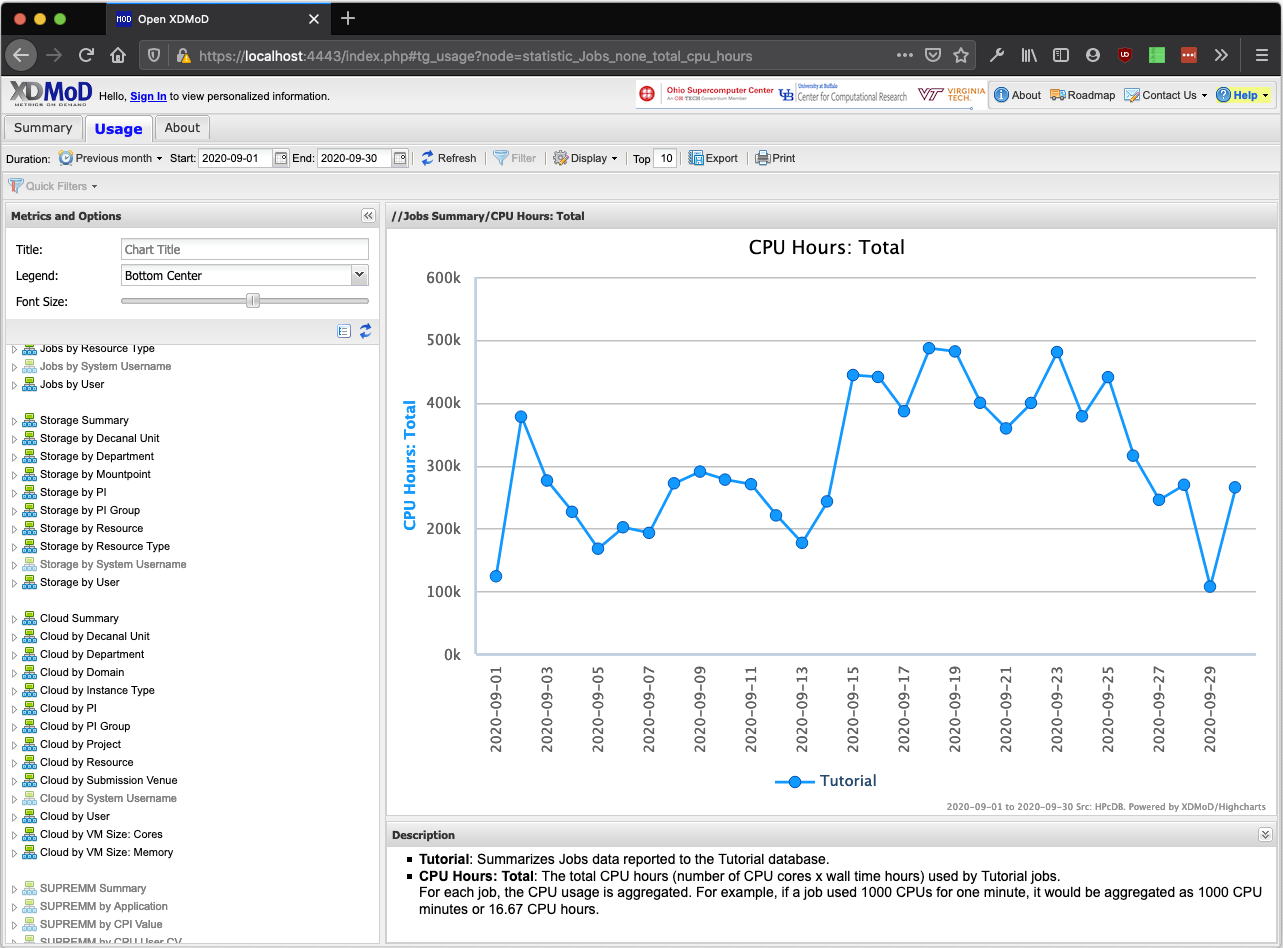 MOD Open XDMoD
https://localhost:4443/index.php#tg_usage?node=statistic_Jobs_none_total_cpu_hours
XDMoD
METRICS ON DEMAND
Hello, Sign In to view personalized information.
Ohio Supercomputer Center
An OH·TECH Consortium Member
UB
University at Buffalo
Center for Computational Research
VT VIRGINIA TECH.
About Roadmap Contact Us Help
Summary Usage About
Duration: Previous month Start: 2020-09-01 End: 2020-09-30 Refresh Filter Display Top 10 Export Print
Quick Filters
Metrics and Options
Title: Chart Title
Legend: Bottom Center
Font Size:
Jobs by Resource Type
Jobs by System Username
Jobs by User
Storage Summary
Storage by Decanal Unit
Storage by Department
Storage by Mountpoint
Storage by PI
Storage by PI Group
Storage by Resource
Storage by Resource Type
Storage by System Username
Storage by User
Cloud Summary
Cloud by Decanal Unit
Cloud by Department
Cloud by Domain
Cloud by Instance Type
Cloud by PI
Cloud by PI Group
Cloud by Project
Cloud by Resource
Cloud by Submission Venue
Cloud by System Username
Cloud by User
Cloud by VM Size: Cores
Cloud by VM Size: Memory
SUPREMM Summary
SUPREMM by Application
SUPREMM by CPI Value
SUPREMM by CPU User CV
//Jobs Summary/CPU Hours: Total
CPU Hours: Total
CPU Hours: Total
600k
500k
400k
300k
200k
100k
0k
2020-09-01
2020-09-03
2020-09-05
2020-09-07
2020-09-09
2020-09-11
2020-09-13
2020-09-15
2020-09-17
2020-09-19
2020-09-21
2020-09-23
2020-09-25
2020-09-27
2020-09-29
Tutorial
2020-09-01 to 2020-09-30 Src: HPcDB. Powered by XDMoD/Highcharts
Description
Tutorial: Summarizes Jobs data reported to the Tutorial database.
CPU Hours: Total: The total CPU hours (number of CPU cores x wall time hours) used by Tutorial jobs.
For each job, the CPU usage is aggregated. For example, if a job used 1000 CPUs for one minute, it would be aggregated as 1000 CPU
minutes or 16.67 CPU hours.